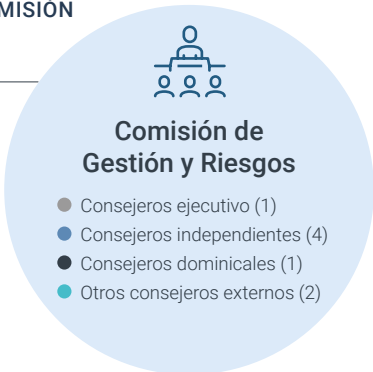 MISIÓN
Comisión de
Gestión y Riesgos
Consejeros ejecutivo (1)
Consejeros independientes (4)
Consejeros dominicales (1)
Otros consejeros externos (2)